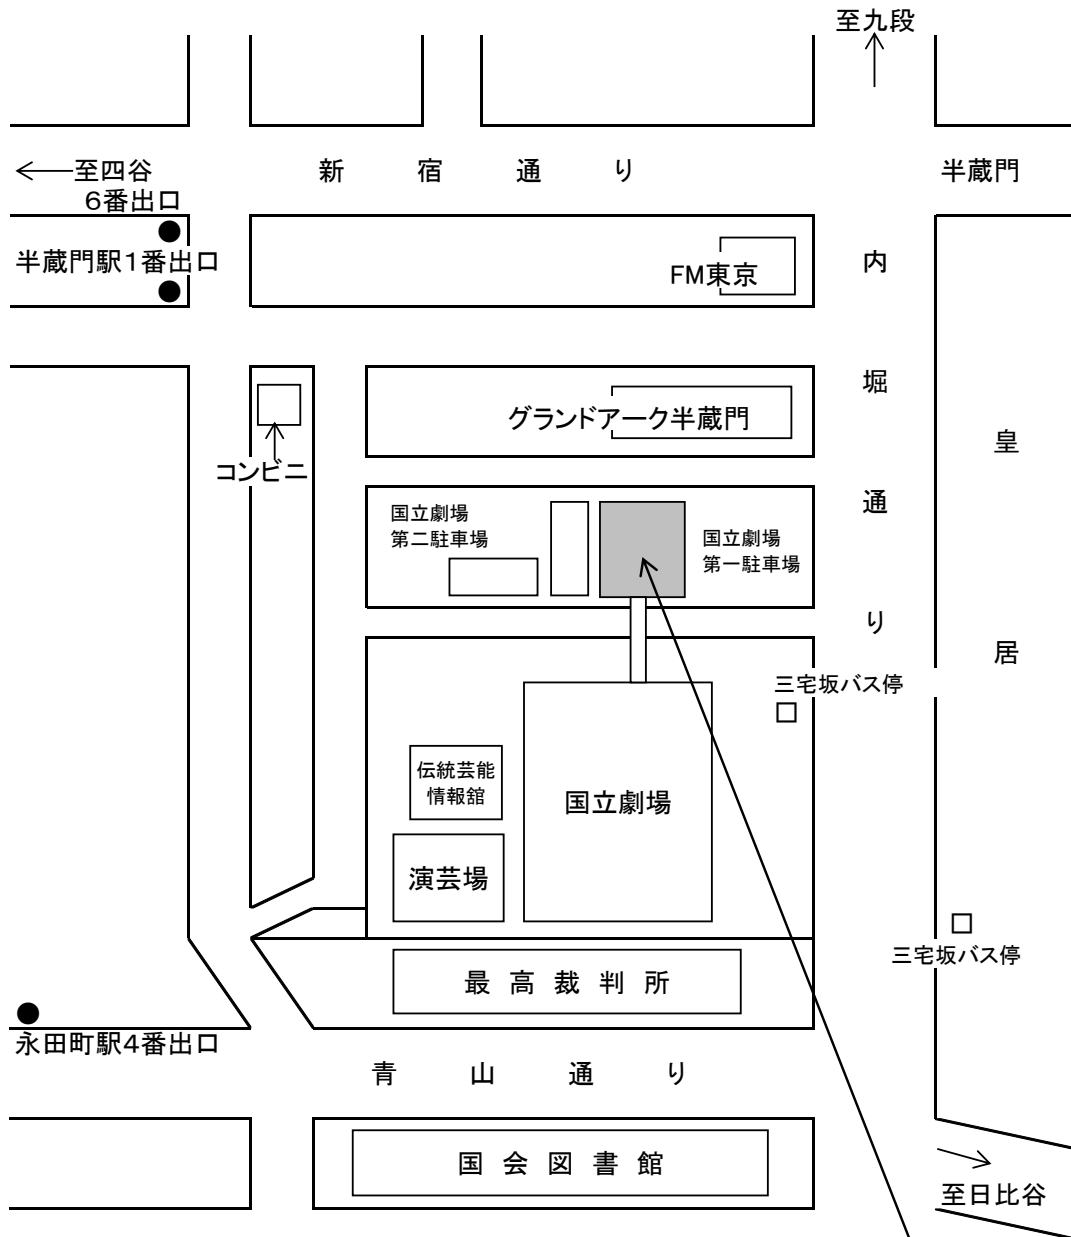 至九段
至四谷
新宿通り
半蔵門
6番出口
半蔵門駅1番出口
FM東京
内堀通り
グランドアーク半蔵門
皇居
コンビニ
国立劇場
第二駐車場
国立劇場
第一駐車場
三宅坂バス停
伝統芸能
情報舘
国立劇場
演芸場
三宅坂バス停
最高裁判所
永田町駅4番出口
青山通り
国会図書館
至日比谷